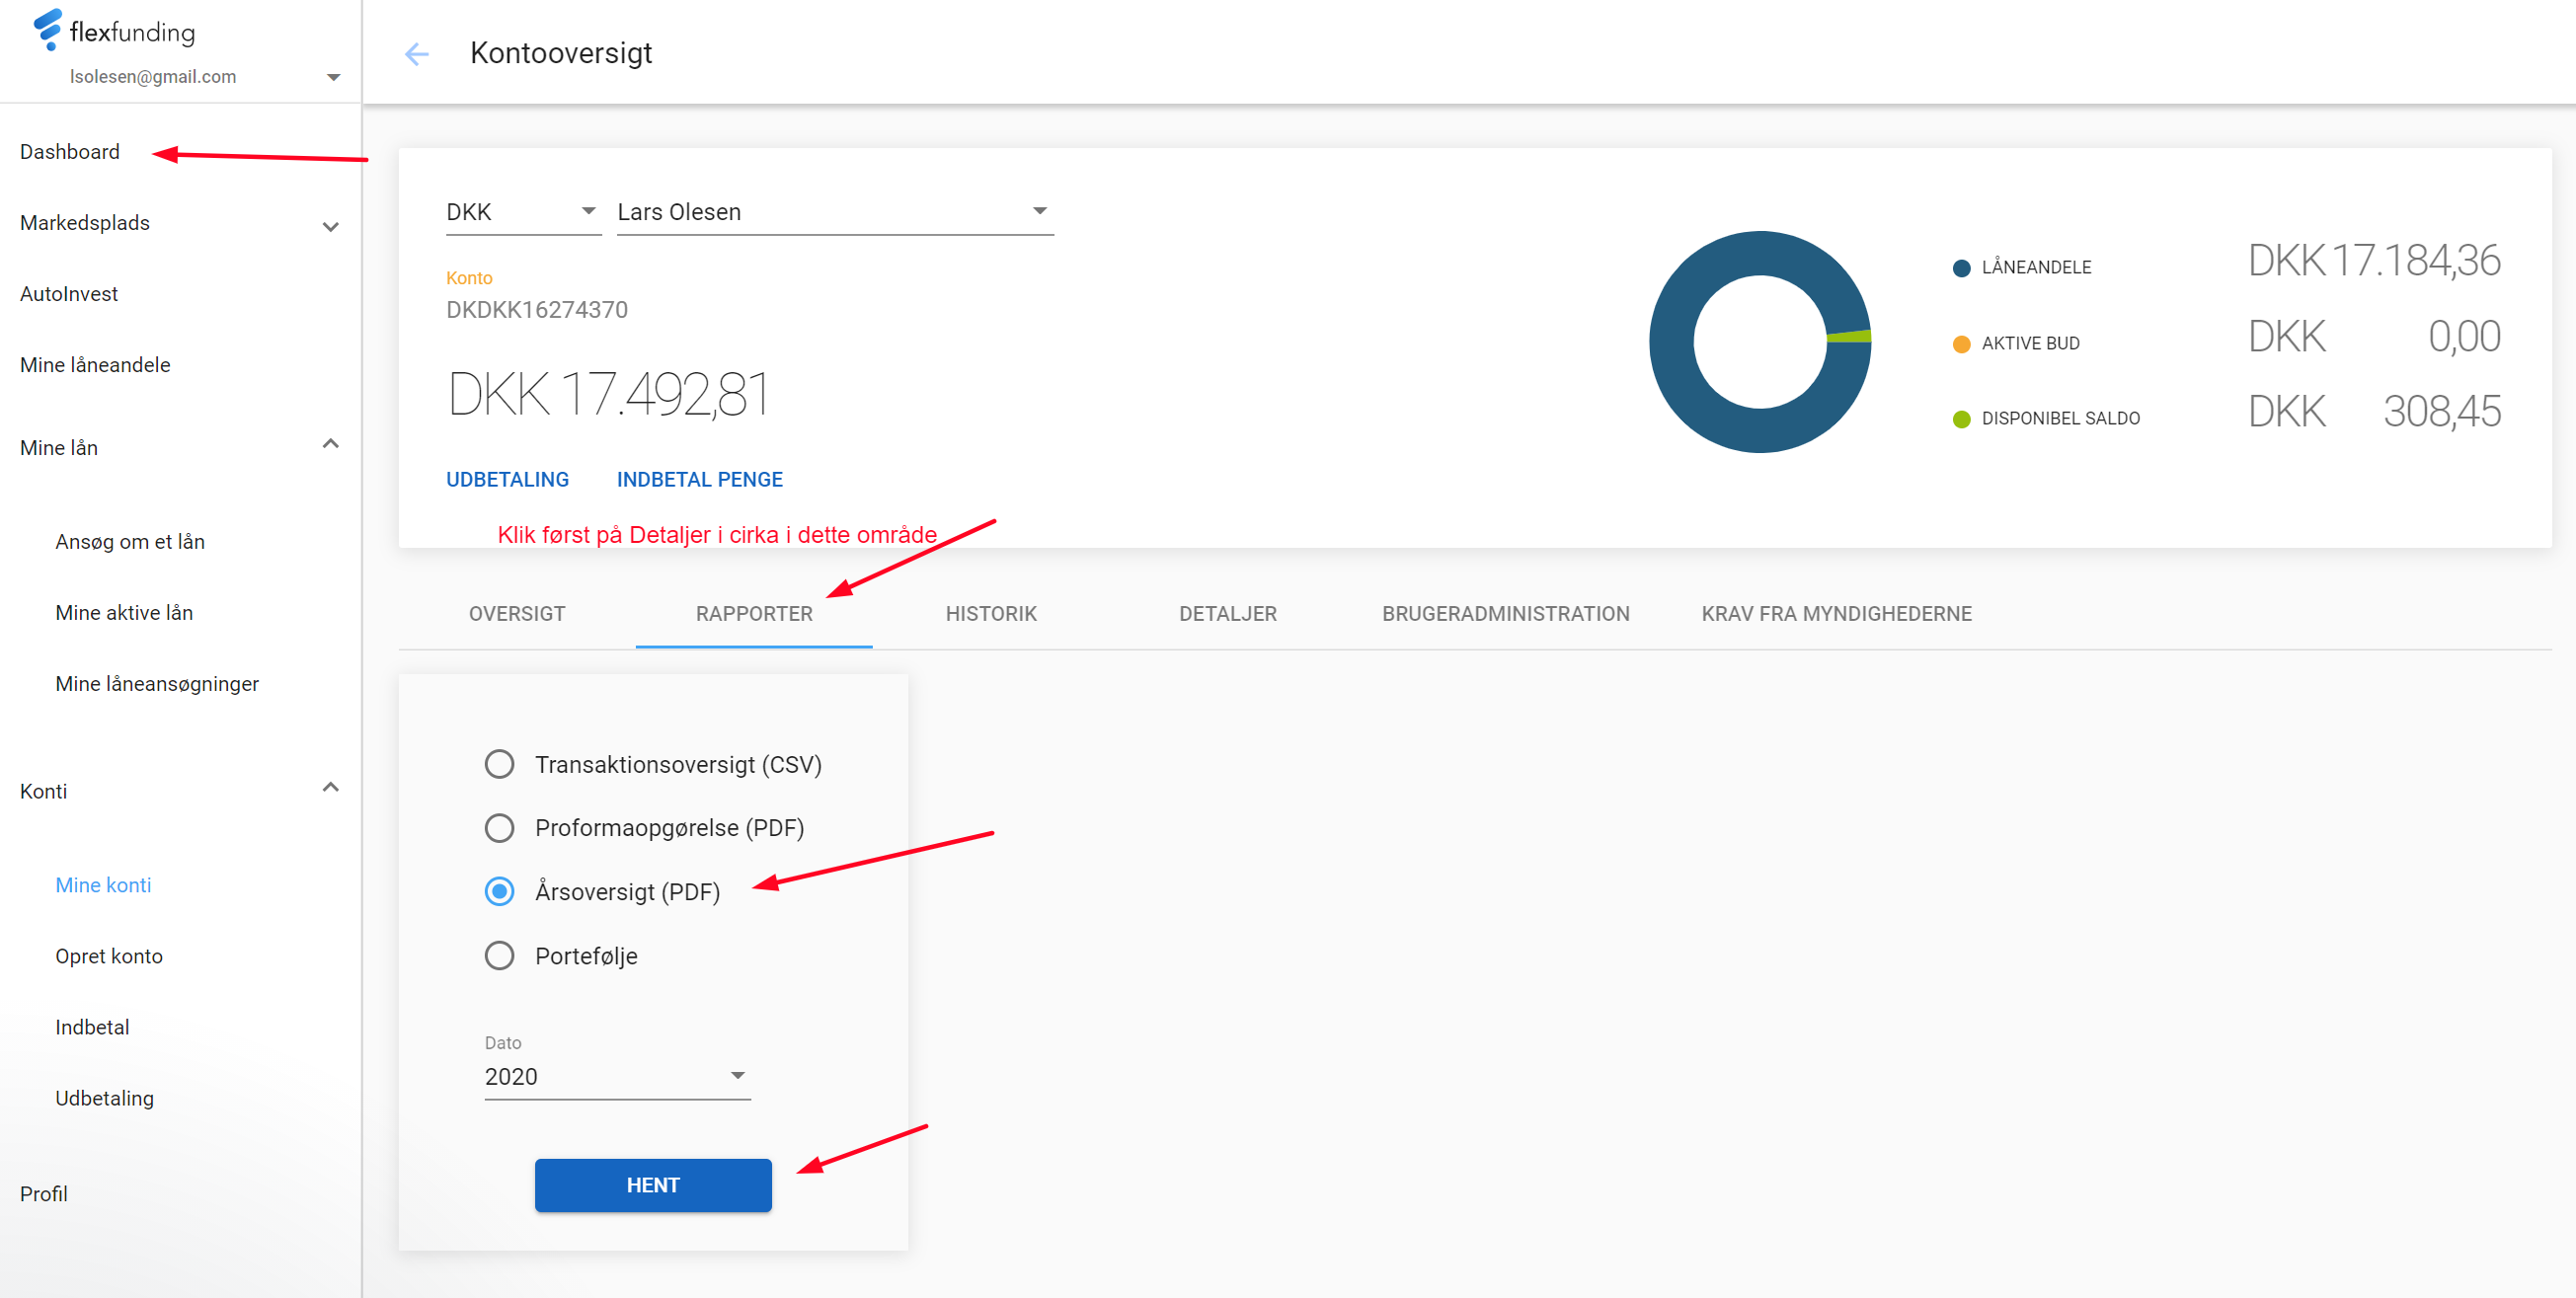 flexfunding
lsolesen@gmail.com
Dashboard
Markedsplads
AutoInvest
Mine låneandele
Mine lån
Ansøg om et lån
Mine aktive lån
Mine låneansøgninger
Konti
Mine konti
Opret konto
Indbetal
Udbetaling
Profil
Kontooversigt
DKK Lars Olesen
Konto
DKDKK16274370
DKK 17.492,81
UDBETALING INDBETAL PENGE
LÅNEANDELE DKK 17.184,36
AKTIVE BUD DKK 0,00
DISPONIBEL SALDO DKK 308,45
Klik først på Detaljer i cirka i dette område
OVERSIGT RAPPORTER HISTORIK DETALJER BRUGERADMINISTRATION KRAV FRA MYNDIGHEDERNE
Transaktionsoversigt (CSV)
Proformaopgørelse (PDF)
Årsoversigt (PDF)
Portefølje
Dato
2020
HENT